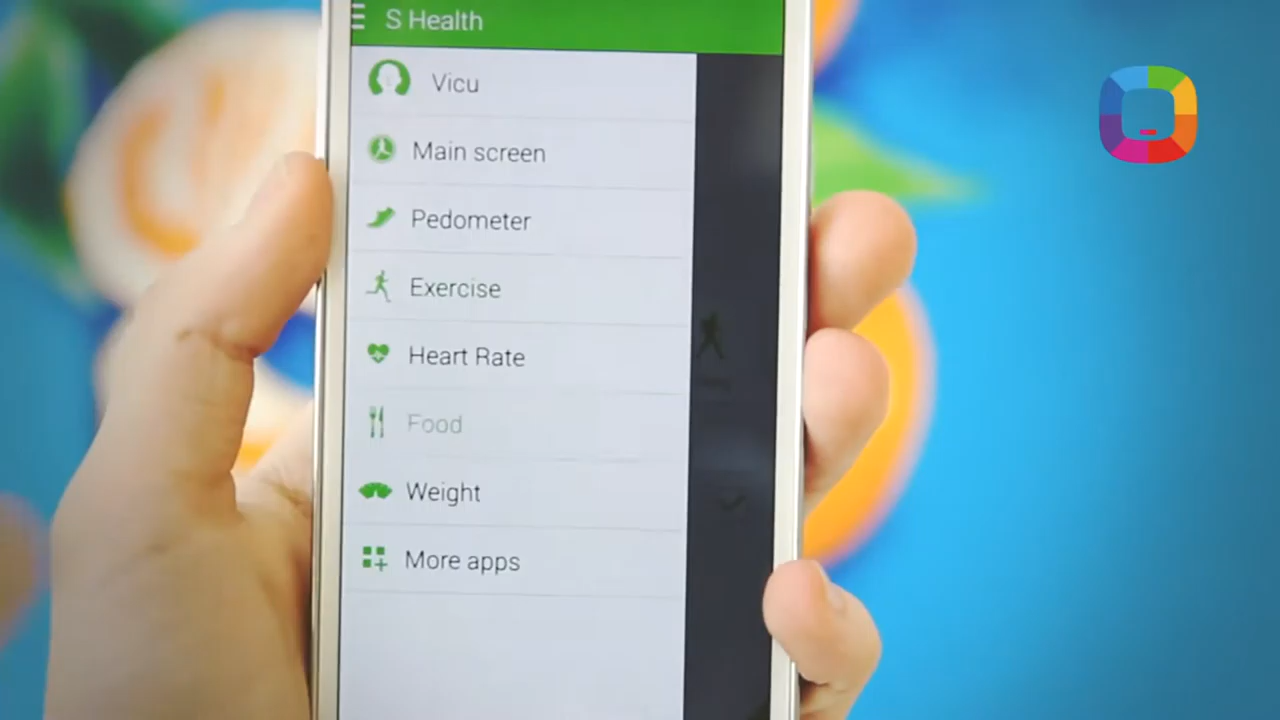 S Health
Vicu
Main screen
Pedometer
Exercise
Heart Rate
Food
Weight
More apps